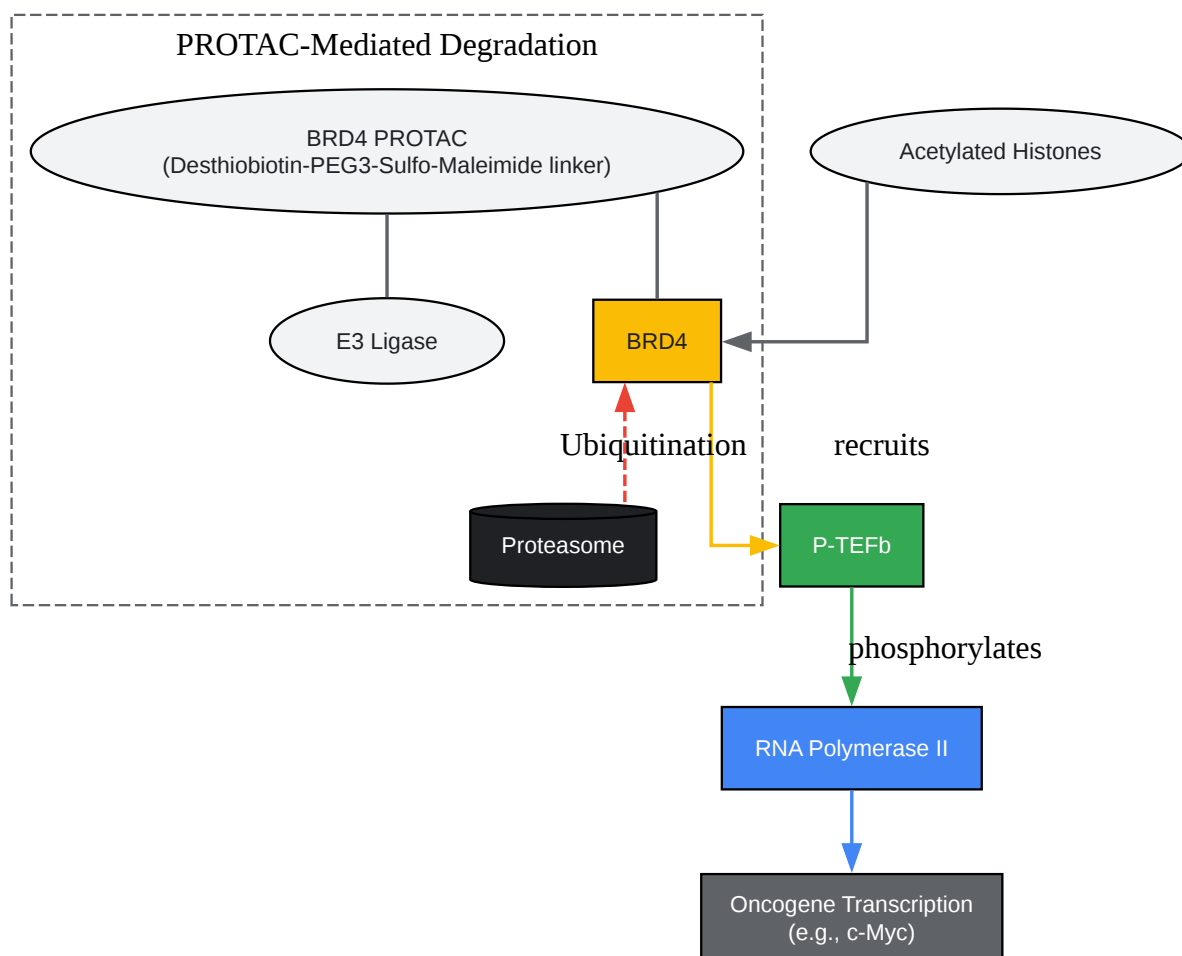 PROTAC-Mediated Degradation
BRD4 PROTAC
(Desthiobiotin-PEG3-Sulfo-Maleimide linker)
Acetylated Histones
E3 Ligase
BRD4
Ubiquitination
recruits
Proteasome
P-TEFb
phosphorylates
RNA Polymerase II
Oncogene Transcription
(e.g., c-Myc)